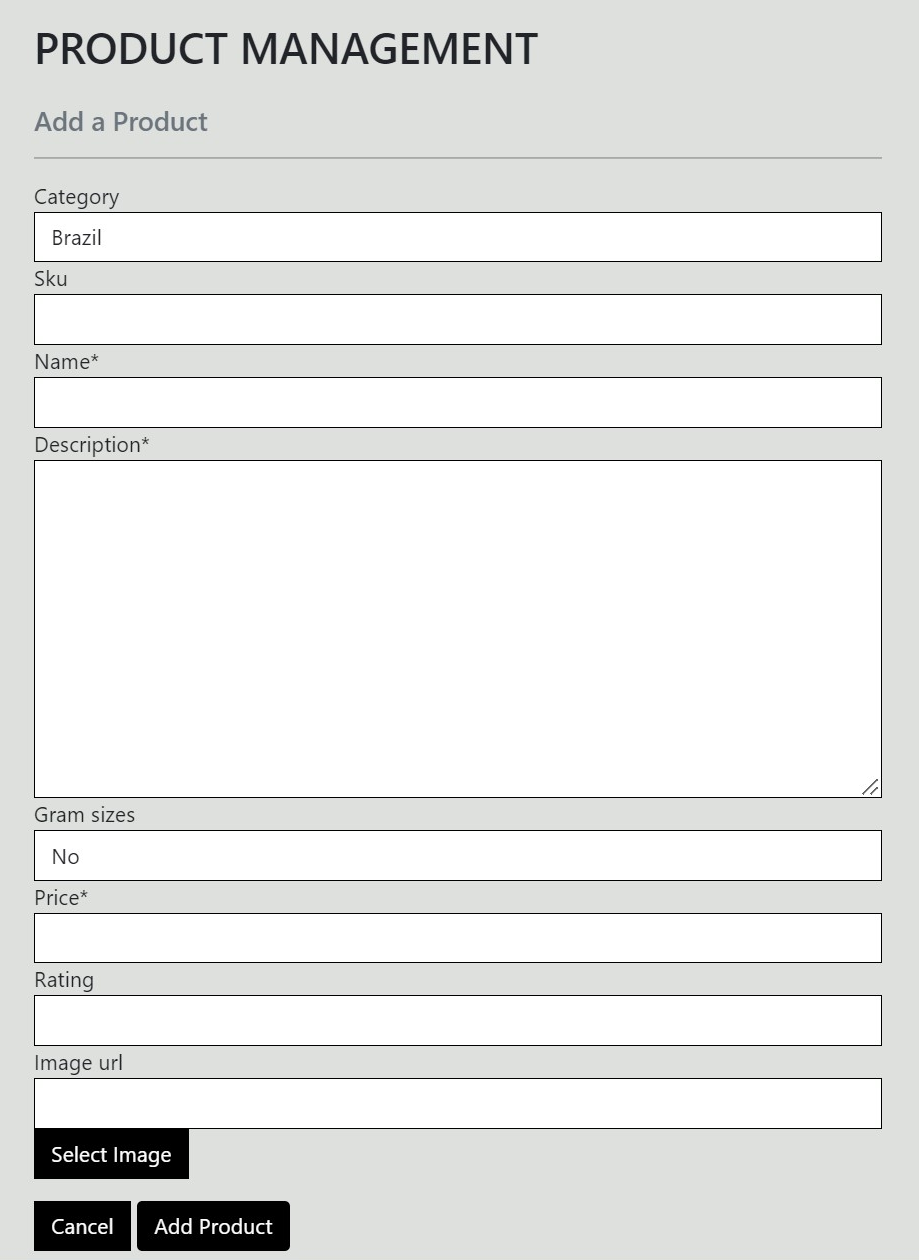 PRODUCT MANAGEMENT
Add a Product
Category
Brazil
Sku
Name*
Description*
Gram sizes
No
Price*
Rating
Image url
Select Image
Cancel Add Product